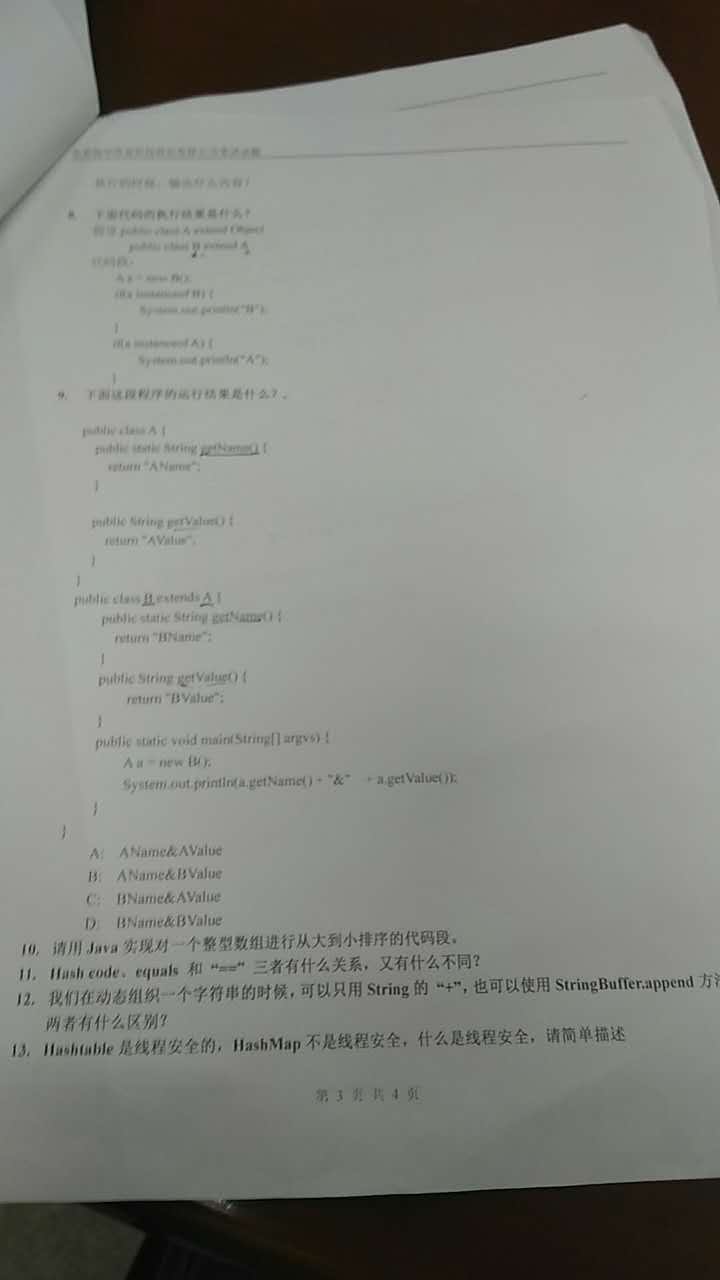 执行的时候，输出什么内容？
8. 下面代码的执行结果是什么？
假设 public class A extend Object
public class B extend A
代码段：
A a = new B();
if(a instanceof B) {
System.out.println("B");
}
if(a instanceof A) {
System.out.println("A");
}
9. 下面这段程序的运行结果是什么？。
public class A {
public static String getName() {
return "AName";
}
public String getValue() {
return "AValue";
}
}
public class B extends A {
public static String getName() {
return "BName";
}
public String getValue() {
return "BValue";
}
public static void main(String[] argvs) {
A a = new B();
System.out.println(a.getName() + "&" + a.getValue());
}
}
A: AName&AValue
B: AName&BValue
C: BName&AValue
D: BName&BValue
10. 请用 Java 实现对一个整型数组进行从大到小排序的代码段。
11. Hash code、equals 和 “==” 三者有什么关系，又有什么不同？
12. 我们在动态组织一个字符串的时候，可以只用 String 的 “+”，也可以使用 StringBuffer.append 方法
两者有什么区别？
13. Hashtable 是线程安全的，HashMap 不是线程安全，什么是线程安全，请简单描述
第 3 页 共 4 页